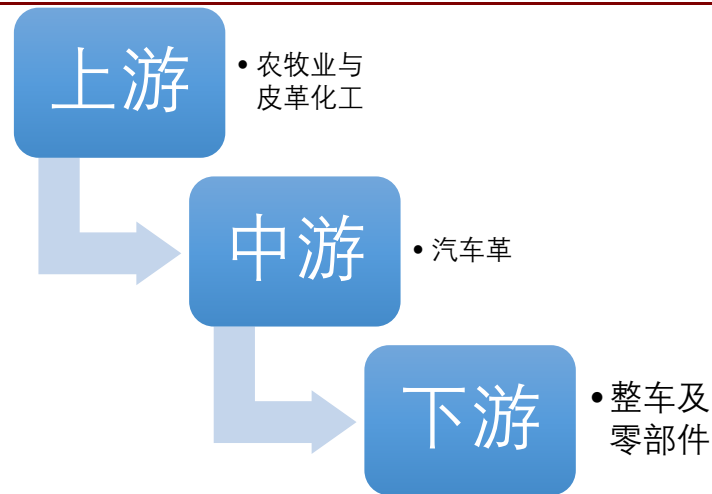 上游
• 农牧业与
皮革化工
中游
• 汽车革
下游
• 整车及
零部件